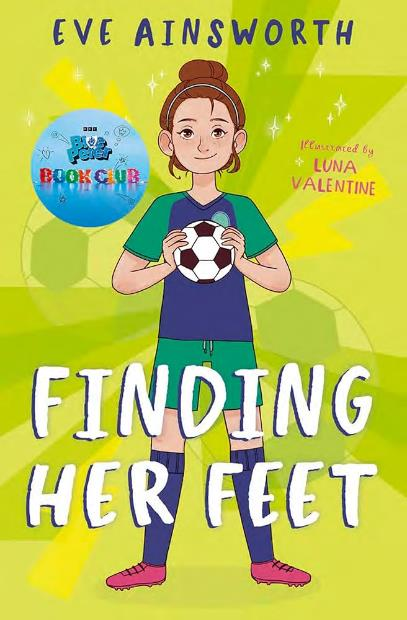 EVE AINSWORTH
BBC
Blue
Peter
BOOK CLUB
Illustrated by
LUNA
VALENTINE
FINDING
HER FEET